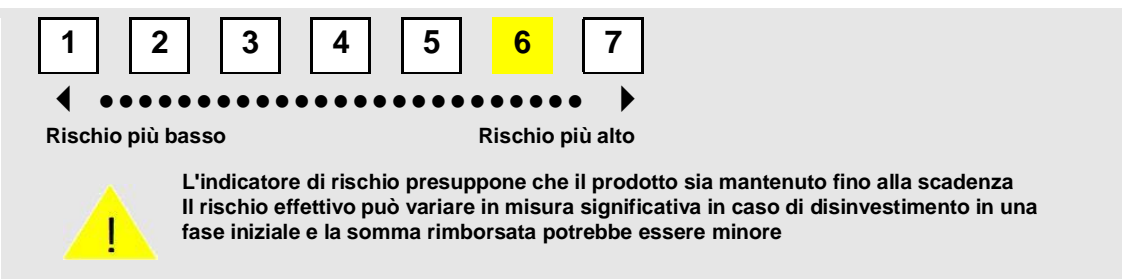 1 2 3 4 5 6 7
Rischio più basso Rischio più alto
L'indicatore di rischio presuppone che il prodotto sia mantenuto fino alla scadenza
Il rischio effettivo può variare in misura significativa in caso di disinvestimento in una
fase iniziale e la somma rimborsata potrebbe essere minore
!